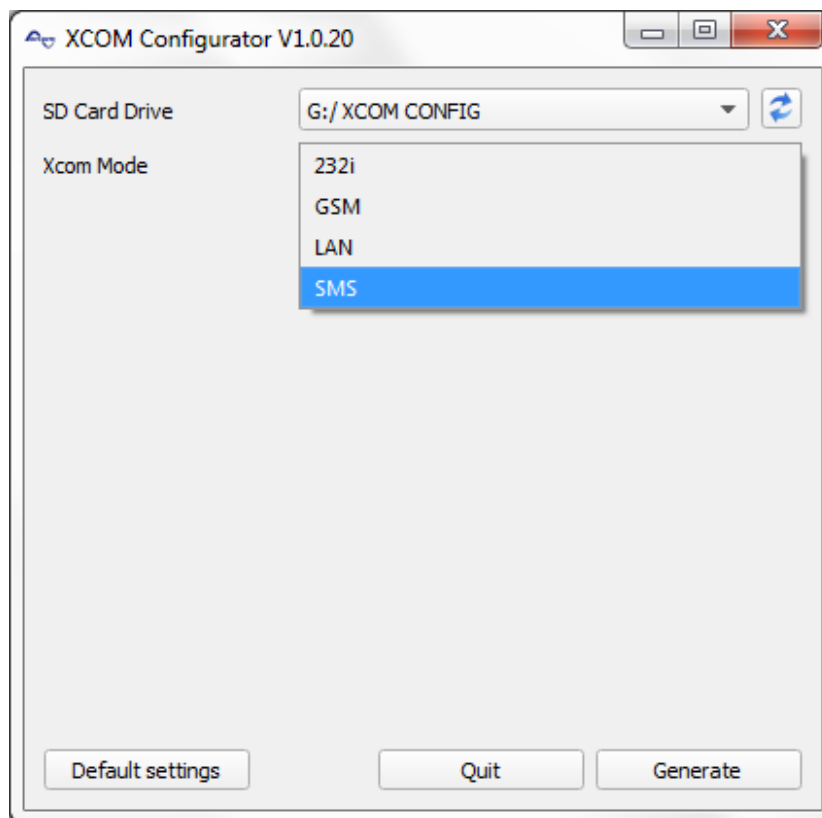 XCOM Configurator V1.0.20
SD Card Drive G:/ XCOM CONFIG
Xcom Mode 232i
GSM
LAN
SMS
Default settings Quit Generate